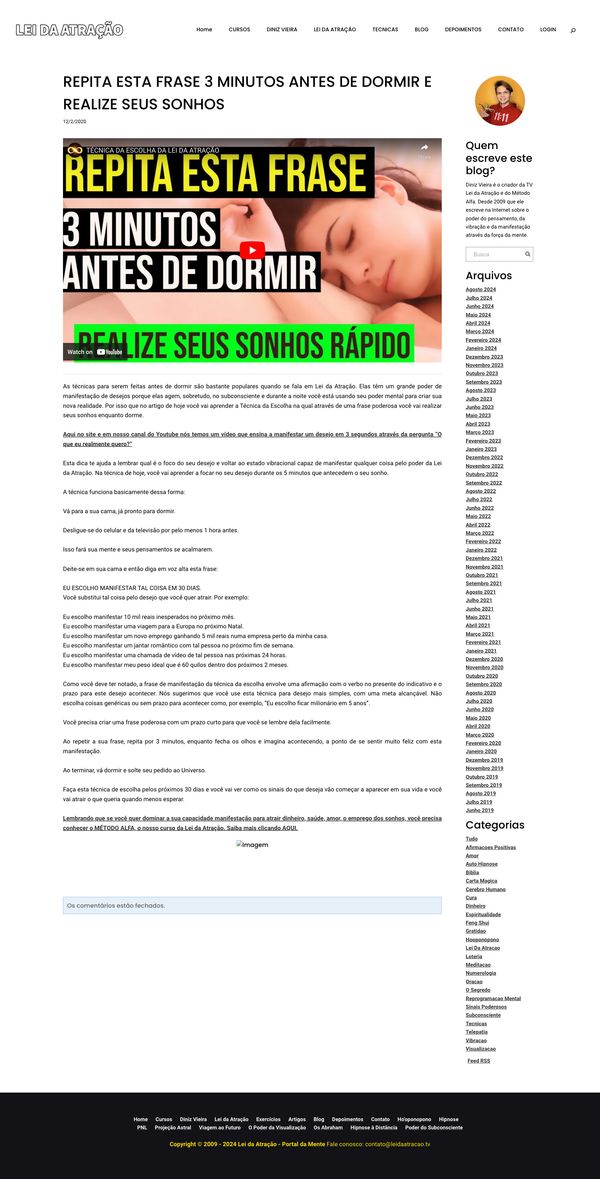 LEI DA ATRAÇÃO
Home CURSOS DINIZ VIEIRA LEI DA ATRAÇÃO TECNICAS BLOG DEPOIMENTOS CONTATO LOGIN
REPITA ESTA FRASE 3 MINUTOS ANTES DE DORMIR E
REALIZE SEUS SONHOS
12/2/2020
TÉCNICA DA ESCOLHA DA LEI DA ATRAÇÃO
Share
REPITA ESTA FRASE
3 MINUTOS
ANTES DE DORMIR
REALIZE SEUS SONHOS RÁPIDO
Watch on YouTube
As técnicas para serem feitas antes de dormir são bastante populares quando se fala em Lei da Atração. Elas têm um grande poder de
manifestação de desejos porque elas agem, sobretudo, no subconsciente e durante a noite você está usando seu poder mental para criar sua
nova realidade. Por isso que no artigo de hoje você vai aprender a Técnica da Escolha na qual através de uma frase poderosa você vai realizar
seus sonhos enquanto dorme.
Aqui no site e em nosso canal do Youtube nós temos um vídeo que ensina a manifestar um desejo em 3 segundos através da pergunta "O
que eu realmente quero?"
Esta dica te ajuda a lembrar qual é o foco do seu desejo e voltar ao estado vibracional capaz de manifestar qualquer coisa pelo poder da Lei
da Atração. Na técnica de hoje, você vai aprender a focar no seu desejo durante os 5 minutos que antecedem o seu sonho.
A técnica funciona basicamente dessa forma:
Vá para a sua cama, já pronto para dormir.
Desligue-se do celular e da televisão por pelo menos 1 hora antes.
Isso fará sua mente e seus pensamentos se acalmarem.
Deite-se em sua cama e então diga em voz alta esta frase:
EU ESCOLHO MANIFESTAR TAL COISA EM 30 DIAS.
Você substitui tal coisa pelo desejo que você quer atrair. Por exemplo:
Eu escolho manifestar 10 mil reais inesperados no próximo mês.
Eu escolho manifestar uma viagem para a Europa no próximo Natal.
Eu escolho manifestar um novo emprego ganhando 5 mil reais numa empresa perto da minha casa.
Eu escolho manifestar um jantar romântico com tal pessoa no próximo fim de semana.
Eu escolho manifestar uma chamada de vídeo de tal pessoa nas próximas 24 horas.
Eu escolho manifestar meu peso ideal que é 60 quilos dentro dos próximos 2 meses.
Como você deve ter notado, a frase de manifestação da técnica da escolha envolve uma afirmação com o verbo no presente do indicativo e o
prazo para este desejo acontecer. Nós sugerimos que você use esta técnica para desejo mais simples, com uma meta alcançável. Não
escolha coisas genéricas ou sem prazo para acontecer como, por exemplo, "Eu escolho ficar milionário em 5 anos".
Você precisa criar uma frase poderosa com um prazo curto para que você se lembre dela facilmente.
Ao repetir a sua frase, repita por 3 minutos, enquanto fecha os olhos e imagina acontecendo, a ponto de se sentir muito feliz com esta
manifestação.
Ao terminar, vá dormir e solte seu pedido ao Universo.
Faça esta técnica de escolha pelos próximos 30 dias e você vai ver como os sinais do que deseja vão começar a aparecer em sua vida e você
vai atrair o que queria quando menos esperar.
Lembrando que se você quer dominar a sua capacidade manifestação para atrair dinheiro, saúde, amor, o emprego dos sonhos, você precisa
conhecer o MÉTODO ALFA, o nosso curso da Lei da Atração. Saiba mais clicando AQUI.
Imagem
Os comentários estão fechados.
11:11
Quem
escreve este
blog?
Diniz Vieira é o criador da TV
Lei da Atração e do Método
Alfa. Desde 2009 que ele
escreve na Internet sobre o
poder do pensamento, da
vibração e da manifestação
através da força da mente.
Busca
Arquivos
Agosto 2024
Julho 2024
Junho 2024
Maio 2024
Abril 2024
Março 2024
Fevereiro 2024
Janeiro 2024
Dezembro 2023
Novembro 2023
Outubro 2023
Setembro 2023
Agosto 2023
Julho 2023
Junho 2023
Maio 2023
Abril 2023
Março 2023
Fevereiro 2023
Janeiro 2023
Dezembro 2022
Novembro 2022
Outubro 2022
Setembro 2022
Agosto 2022
Julho 2022
Junho 2022
Maio 2022
Abril 2022
Março 2022
Fevereiro 2022
Janeiro 2022
Dezembro 2021
Novembro 2021
Outubro 2021
Setembro 2021
Agosto 2021
Julho 2021
Junho 2021
Maio 2021
Abril 2021
Março 2021
Fevereiro 2021
Janeiro 2021
Dezembro 2020
Novembro 2020
Outubro 2020
Setembro 2020
Agosto 2020
Julho 2020
Junho 2020
Maio 2020
Abril 2020
Março 2020
Fevereiro 2020
Janeiro 2020
Dezembro 2019
Novembro 2019
Outubro 2019
Setembro 2019
Agosto 2019
Julho 2019
Junho 2019
Categorias
Tudo
Afirmacoes Positivas
Amor
Auto Hipnose
Biblia
Carta Magica
Cerebro Humano
Cura
Dinheiro
Espiritualidade
Feng Shui
Gratidao
Hooponopono
Lei Da Atracao
Loteria
Meditacao
Numerologia
Oracao
O Segredo
Reprogramacao Mental
Sinais Poderosos
Subconsciente
Tecnicas
Telepatia
Vibracao
Visualizacao
Feed RSS
Home Cursos Diniz Vieira Lei da Atração Exercícios Artigos Blog Depoimentos Contato Ho'oponopono Hipnose
PNL Projeção Astral Viagem ao Futuro O Poder da Visualização Os Abraham Hipnose à Distância Poder do Subconsciente
Copyright © 2009 - 2024 Lei da Atração - Portal da Mente Fale conosco: contato@leidaatracao.tv